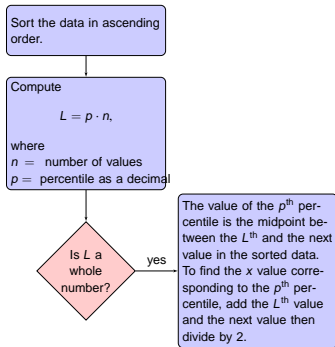 Sort the data in ascending
order.
Compute
L = p · n,
where
n = number of values
p = percentile as a decimal
Is L a
whole
number?
yes
The value of the pth per-
centile is the midpoint be-
tween the Lth and the next
value in the sorted data.
To find the x value corre-
sponding to the pth per-
centile, add the Lth value
and the next value then
divide by 2.